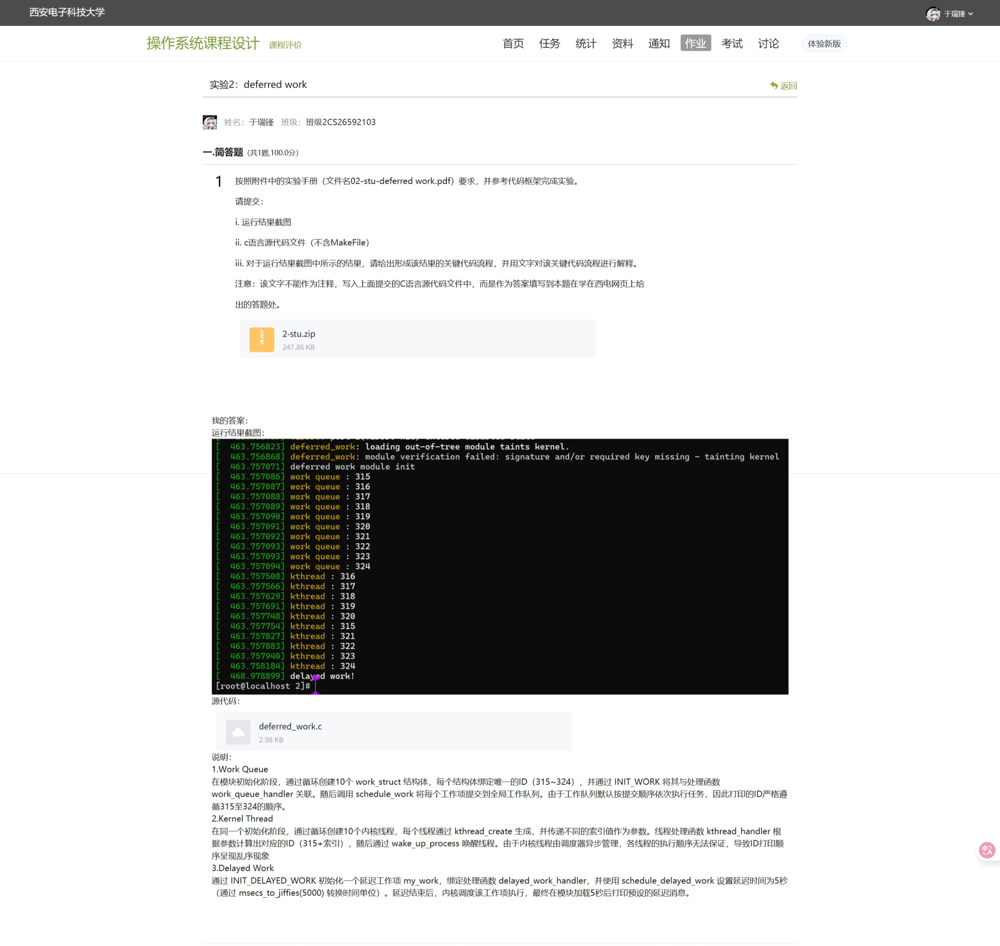 西安电子科技大学
于瑞锋
操作系统课程设计 课程评价
首页 任务 统计 资料 通知 作业 考试 讨论 体验新版
实验2：deferred work
返回
姓名：于瑞锋 班级：班级2CS26592103
一.简答题 (共1题,100.0分)
1 按照附件中的实验手册（文件名02-stu-deferred work.pdf）要求，并参考代码框架完成实验。
请提交：
i. 运行结果截图
ii. c语言源代码文件（不含MakeFile）
iii. 对于运行结果截图中所示的结果，请给出形成该结果的关键代码流程，并用文字对该关键代码流程进行解释。
注意：该文字不能作为注释，写入上面提交的C语言源代码文件中，而是作为答案填写到本题在学在西电网页上给
出的答题处。
2-stu.zip
247.86 KB
我的答案：
运行结果截图：
[  463.756823] deferred_work: loading out-of-tree module taints kernel.
[  463.756868] deferred_work: module verification failed: signature and/or required key missing - tainting kernel
[  463.757071] deferred work module init
[  463.757086] work queue : 315
[  463.757087] work queue : 316
[  463.757088] work queue : 317
[  463.757089] work queue : 318
[  463.757090] work queue : 319
[  463.757091] work queue : 320
[  463.757092] work queue : 321
[  463.757093] work queue : 322
[  463.757093] work queue : 323
[  463.757094] work queue : 324
[  463.757508] kthread : 316
[  463.757566] kthread : 317
[  463.757629] kthread : 318
[  463.757691] kthread : 319
[  463.757748] kthread : 320
[  463.757754] kthread : 315
[  463.757827] kthread : 321
[  463.757883] kthread : 322
[  463.757940] kthread : 323
[  463.758184] kthread : 324
[  468.978899] delayed work!
[root@localhost 2]#
源代码：
deferred_work.c
2.98 KB
说明：
1.Work Queue
在模块初始化阶段，通过循环创建10个 work_struct 结构体，每个结构体绑定唯一的ID（315~324），并通过 INIT_WORK 将其与处理函数
work_queue_handler 关联。随后调用 schedule_work 将每个工作项提交到全局工作队列。由于工作队列默认按提交顺序依次执行任务，因此打印的ID严格遵
循315至324的顺序。
2.Kernel Thread
在同一个初始化阶段，通过循环创建10个内核线程，每个线程通过 kthread_create 生成，并传递不同的索引值作为参数。线程处理函数 kthread_handler 根
据参数计算出对应的ID（315+索引），随后通过 wake_up_process 唤醒线程。由于内核线程由调度器异步管理，各线程的执行顺序无法保证，导致ID打印顺
序呈现乱序现象
3.Delayed Work
通过 INIT_DELAYED_WORK 初始化一个延迟工作项 my_work，绑定处理函数 delayed_work_handler，并使用 schedule_delayed_work 设置延迟时间为5秒
（通过 msecs_to_jiffies(5000) 转换时间单位）。延迟结束后，内核调度该工作项执行，最终在模块加载5秒后打印预设的延迟消息。